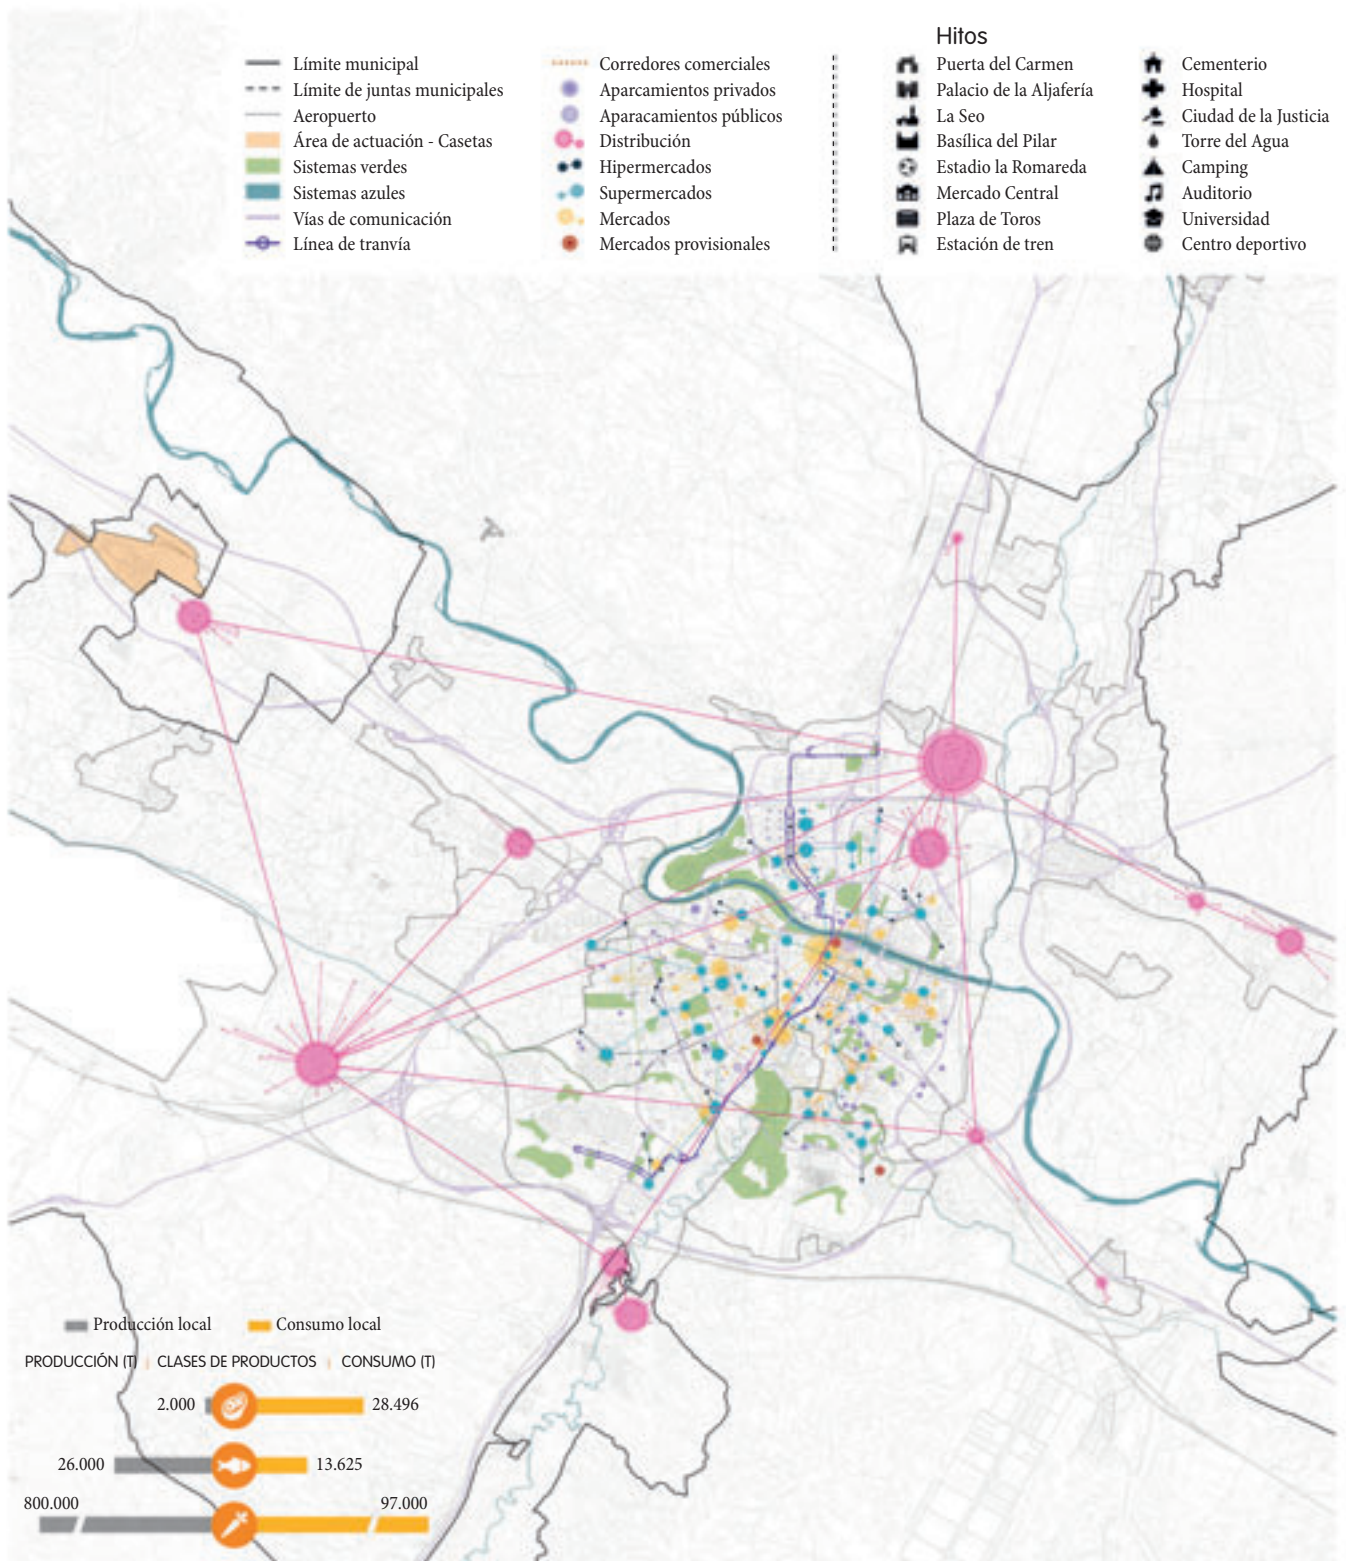 Límite municipal
Límite de juntas municipales
Aeropuerto
Área de actuación - Casetas
Sistemas verdes
Sistemas azules
Vías de comunicación
Línea de tranvía
Corredores comerciales
Aparcamientos privados
Aparacamientos públicos
Distribución
Hipermercados
Supermercados
Mercados
Mercados provisionales
Hitos
Puerta del Carmen
Palacio de la Aljafería
La Seo
Basílica del Pilar
Estadio la Romareda
Mercado Central
Plaza de Toros
Estación de tren
Cementerio
Hospital
Ciudad de la Justicia
Torre del Agua
Camping
Auditorio
Universidad
Centro deportivo
Producción local
Consumo local
PRODUCCIÓN (T) | CLASES DE PRODUCTOS | CONSUMO (T)
2.000 28.496
26.000 13.625
800.000 97.000